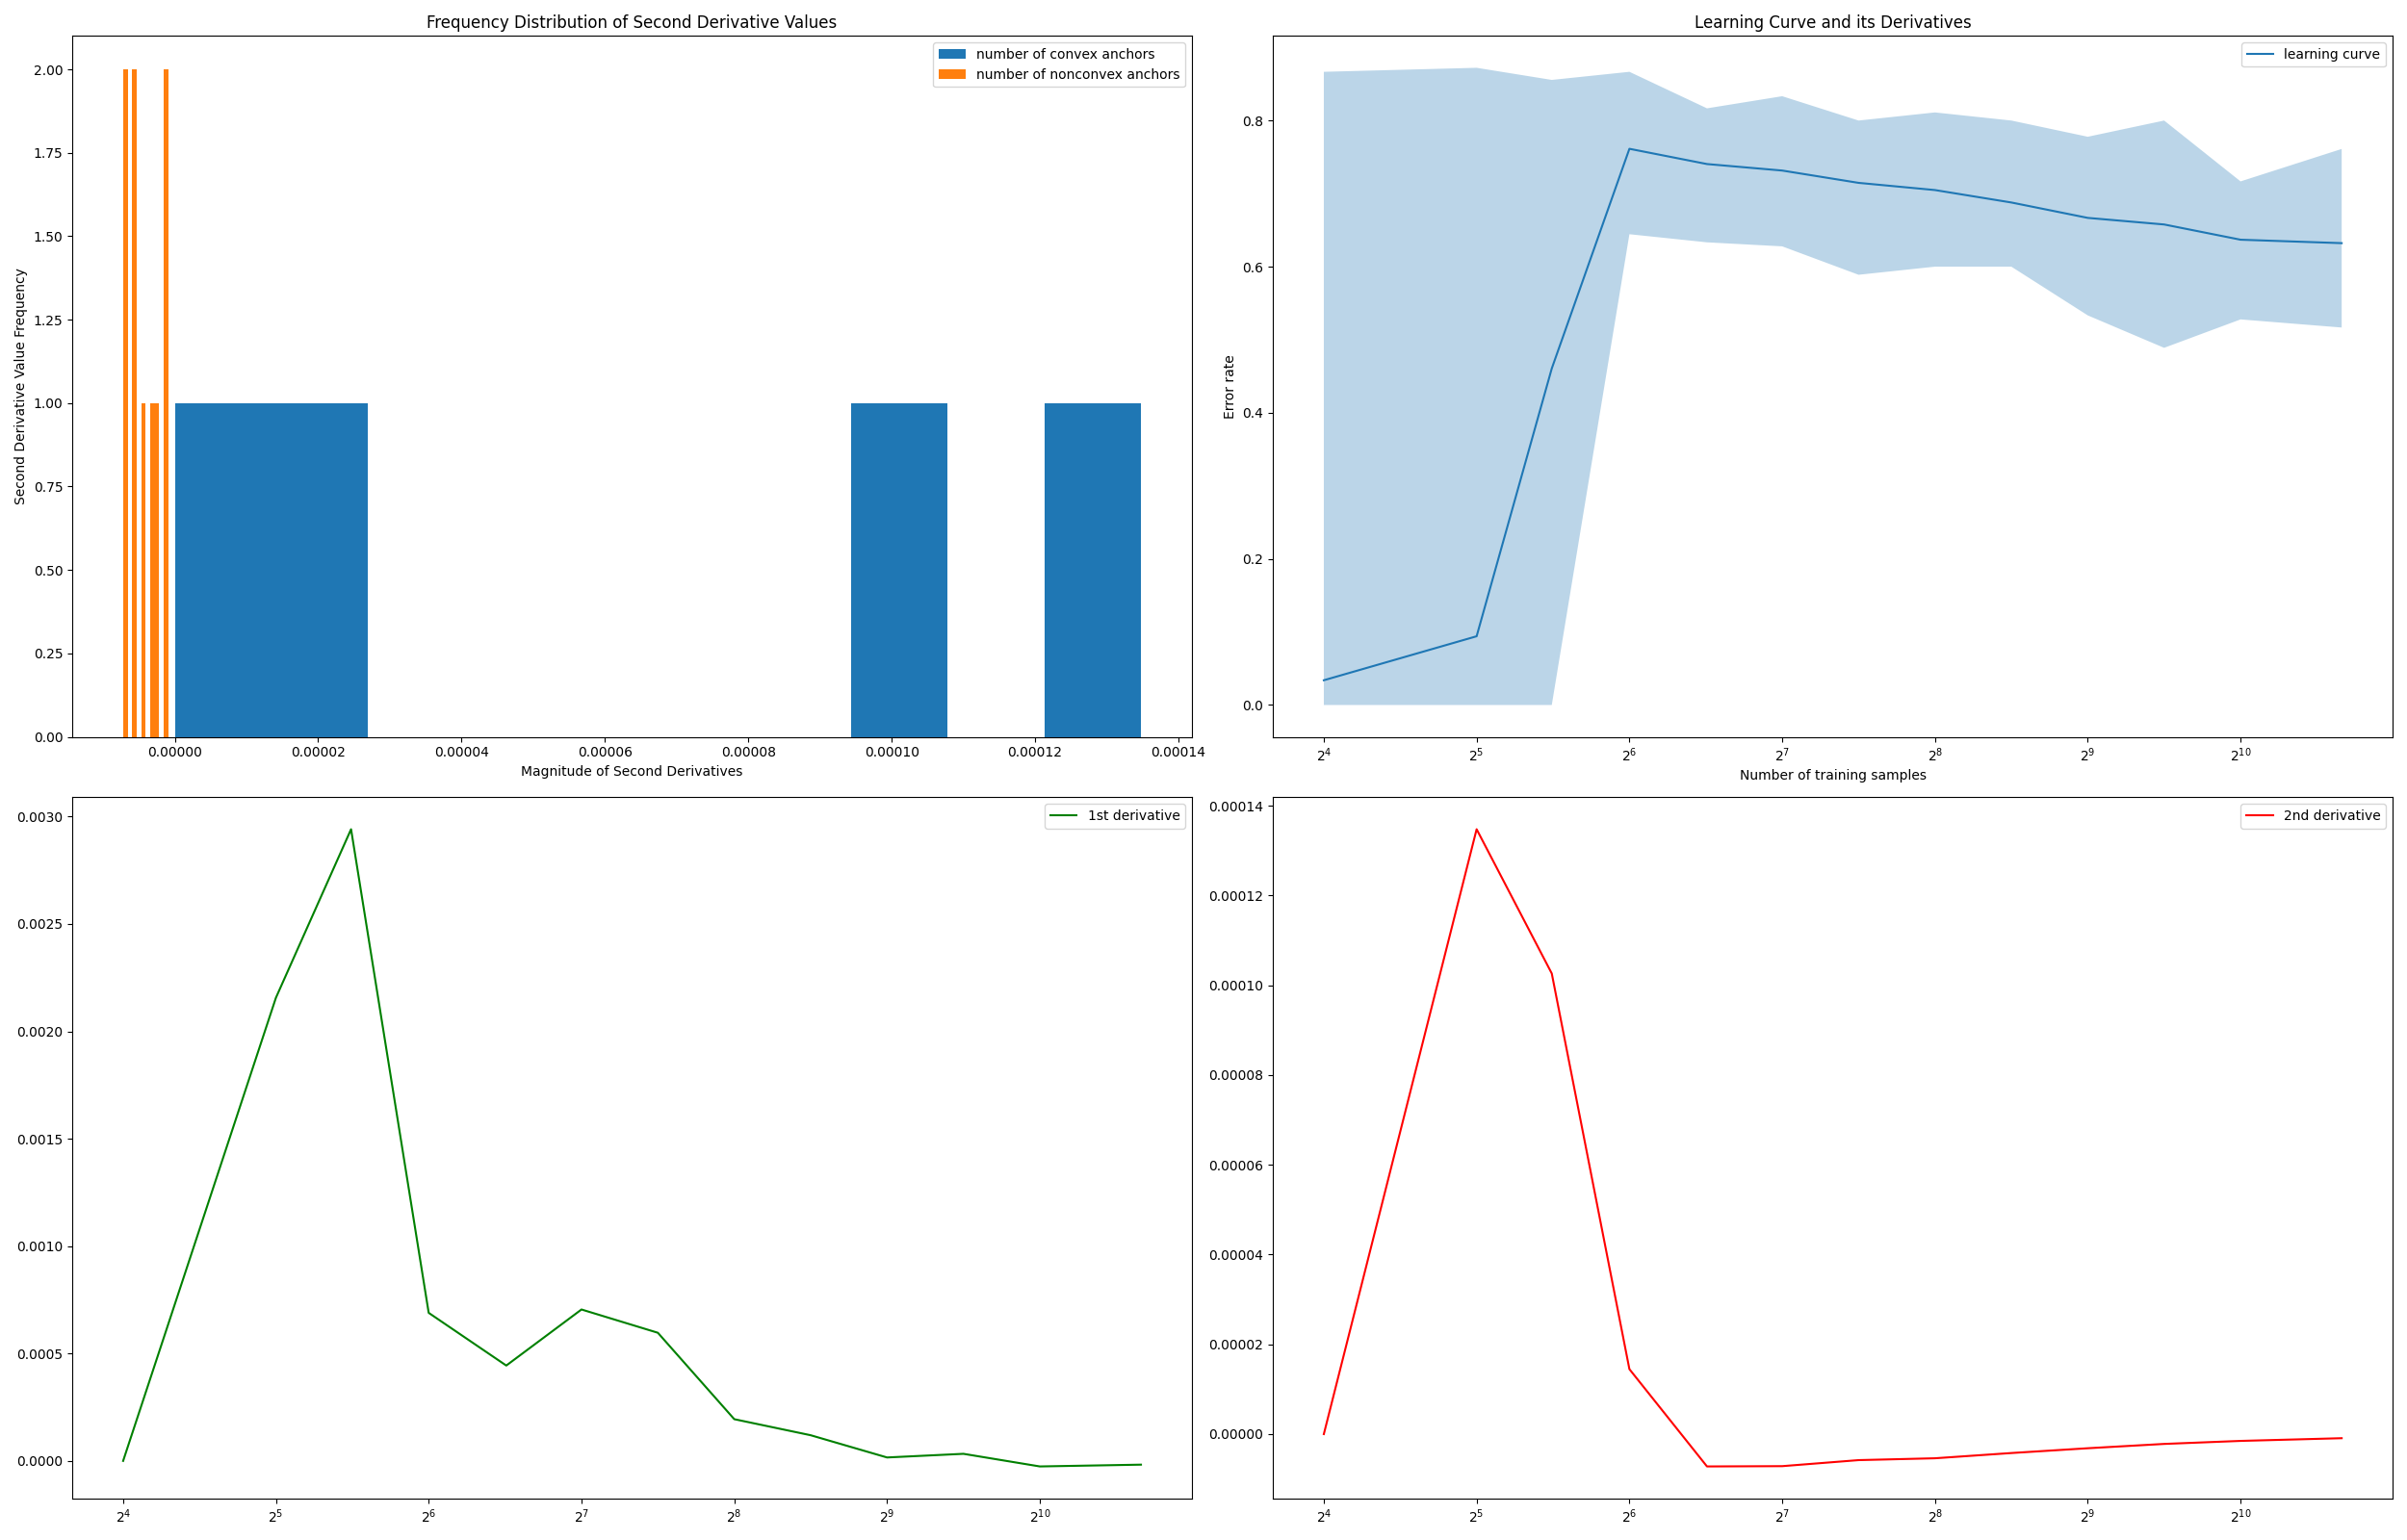 Frequency Distribution of Second Derivative Values
number of convex anchors
number of nonconvex anchors
Second Derivative Value Frequency
2.00
1.75
1.50
1.25
1.00
0.75
0.50
0.25
0.00
0.00000 0.00002 0.00004 0.00006 0.00008 0.00010 0.00012 0.00014
Magnitude of Second Derivatives
Learning Curve and its Derivatives
learning curve
Error rate
0.8
0.6
0.4
0.2
0.0
2⁴ 2⁵ 2⁶ 2⁷ 2⁸ 2⁹ 2¹⁰
Number of training samples
1st derivative
0.0030
0.0025
0.0020
0.0015
0.0010
0.0005
0.0000
2⁴ 2⁵ 2⁶ 2⁷ 2⁸ 2⁹ 2¹⁰
2nd derivative
0.00014
0.00012
0.00010
0.00008
0.00006
0.00004
0.00002
0.00000
2⁴ 2⁵ 2⁶ 2⁷ 2⁸ 2⁹ 2¹⁰